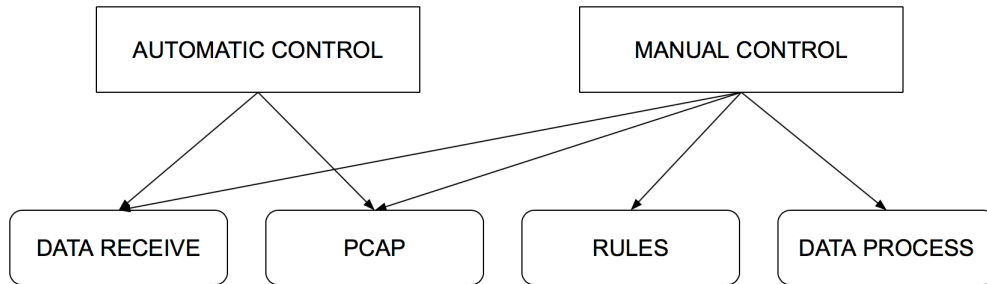 AUTOMATIC CONTROL
MANUAL CONTROL
DATA RECEIVE
PCAP
RULES
DATA PROCESS